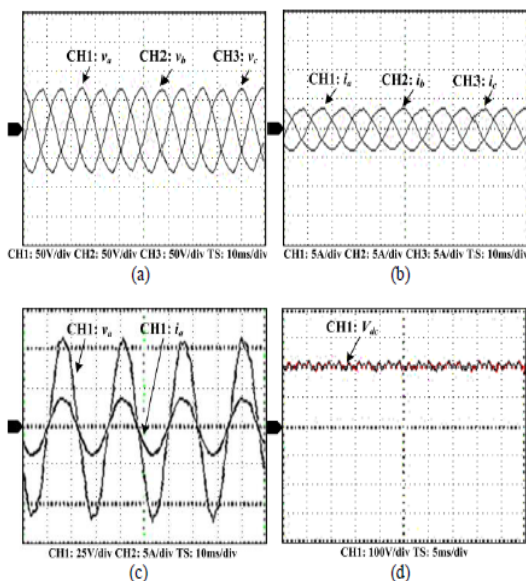 (a)
CH1: va CH2: vb CH3: vc
CH1: 50V/div CH2: 50V/div CH3: 50V/div TS: 10ms/div
(b)
CH1: ia CH2: ib CH3: ic
CH1: 5A/div CH2: 5A/div CH3: 5A/div TS: 10ms/div
(a) (b)
(c) (d)
CH1: va CH1: ia
CH1: Vdc
CH1: 25V/div CH2: 5A/div TS: 10ms/div
CH1: 100V/div TS: 5ms/div
(c) (d)